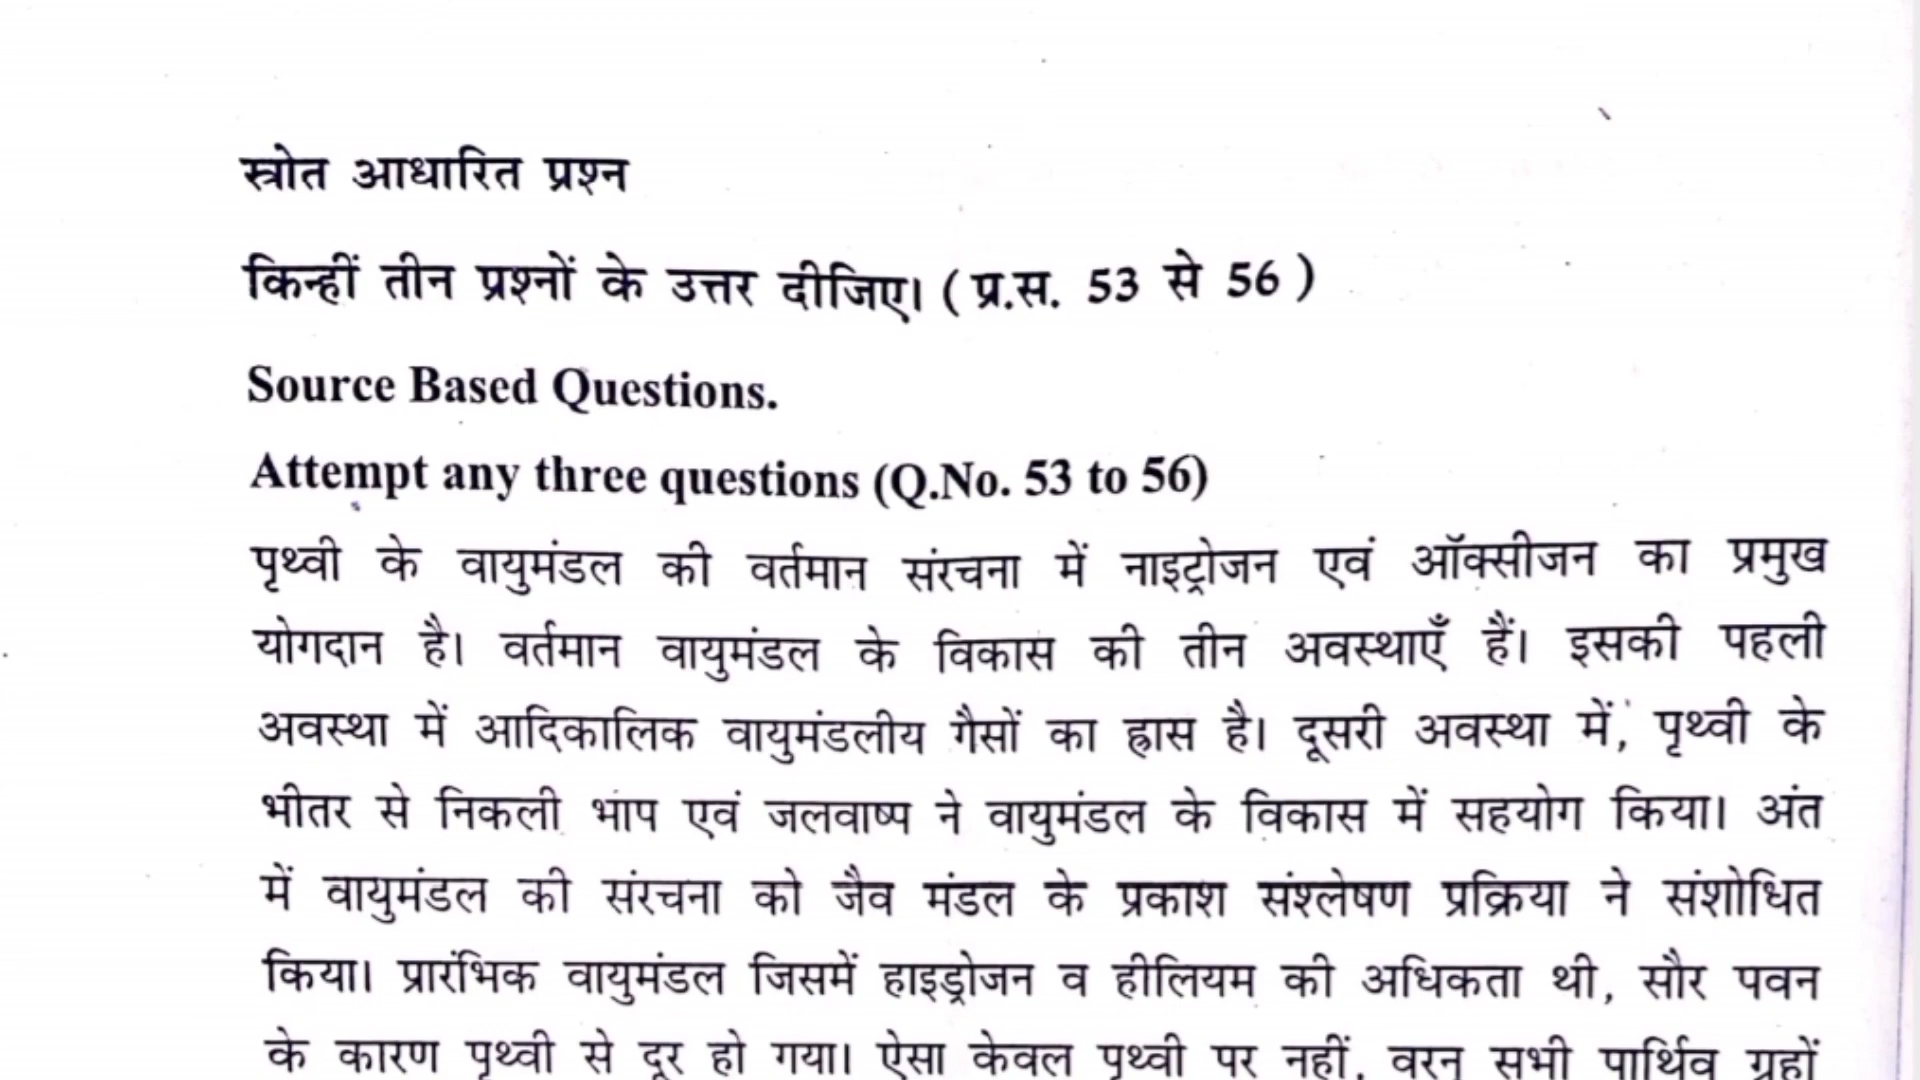 स्त्रोत आधारित प्रश्न
किन्हीं तीन प्रश्नों के उत्तर दीजिए। ( प्र.स. 53 से 56 )
Source Based Questions.
Attempt any three questions (Q.No. 53 to 56)
पृथ्वी के वायुमंडल की वर्तमान संरचना में नाइट्रोजन एवं ऑक्सीजन का प्रमुख
योगदान है। वर्तमान वायुमंडल के विकास की तीन अवस्थाएँ हैं। इसकी पहली
अवस्था में आदिकालिक वायुमंडलीय गैसों का ह्रास है। दूसरी अवस्था में, पृथ्वी के
भीतर से निकली भाप एवं जलवाष्प ने वायुमंडल के विकास में सहयोग किया। अंत
में वायुमंडल की संरचना को जैव मंडल के प्रकाश संश्लेषण प्रक्रिया ने संशोधित
किया। प्रारंभिक वायुमंडल जिसमें हाइड्रोजन व हीलियम की अधिकता थी, सौर पवन
के कारण पृथ्वी से दूर हो गया। ऐसा केवल पृथ्वी पर नहीं, वरन् सभी पार्थिव ग्रहों